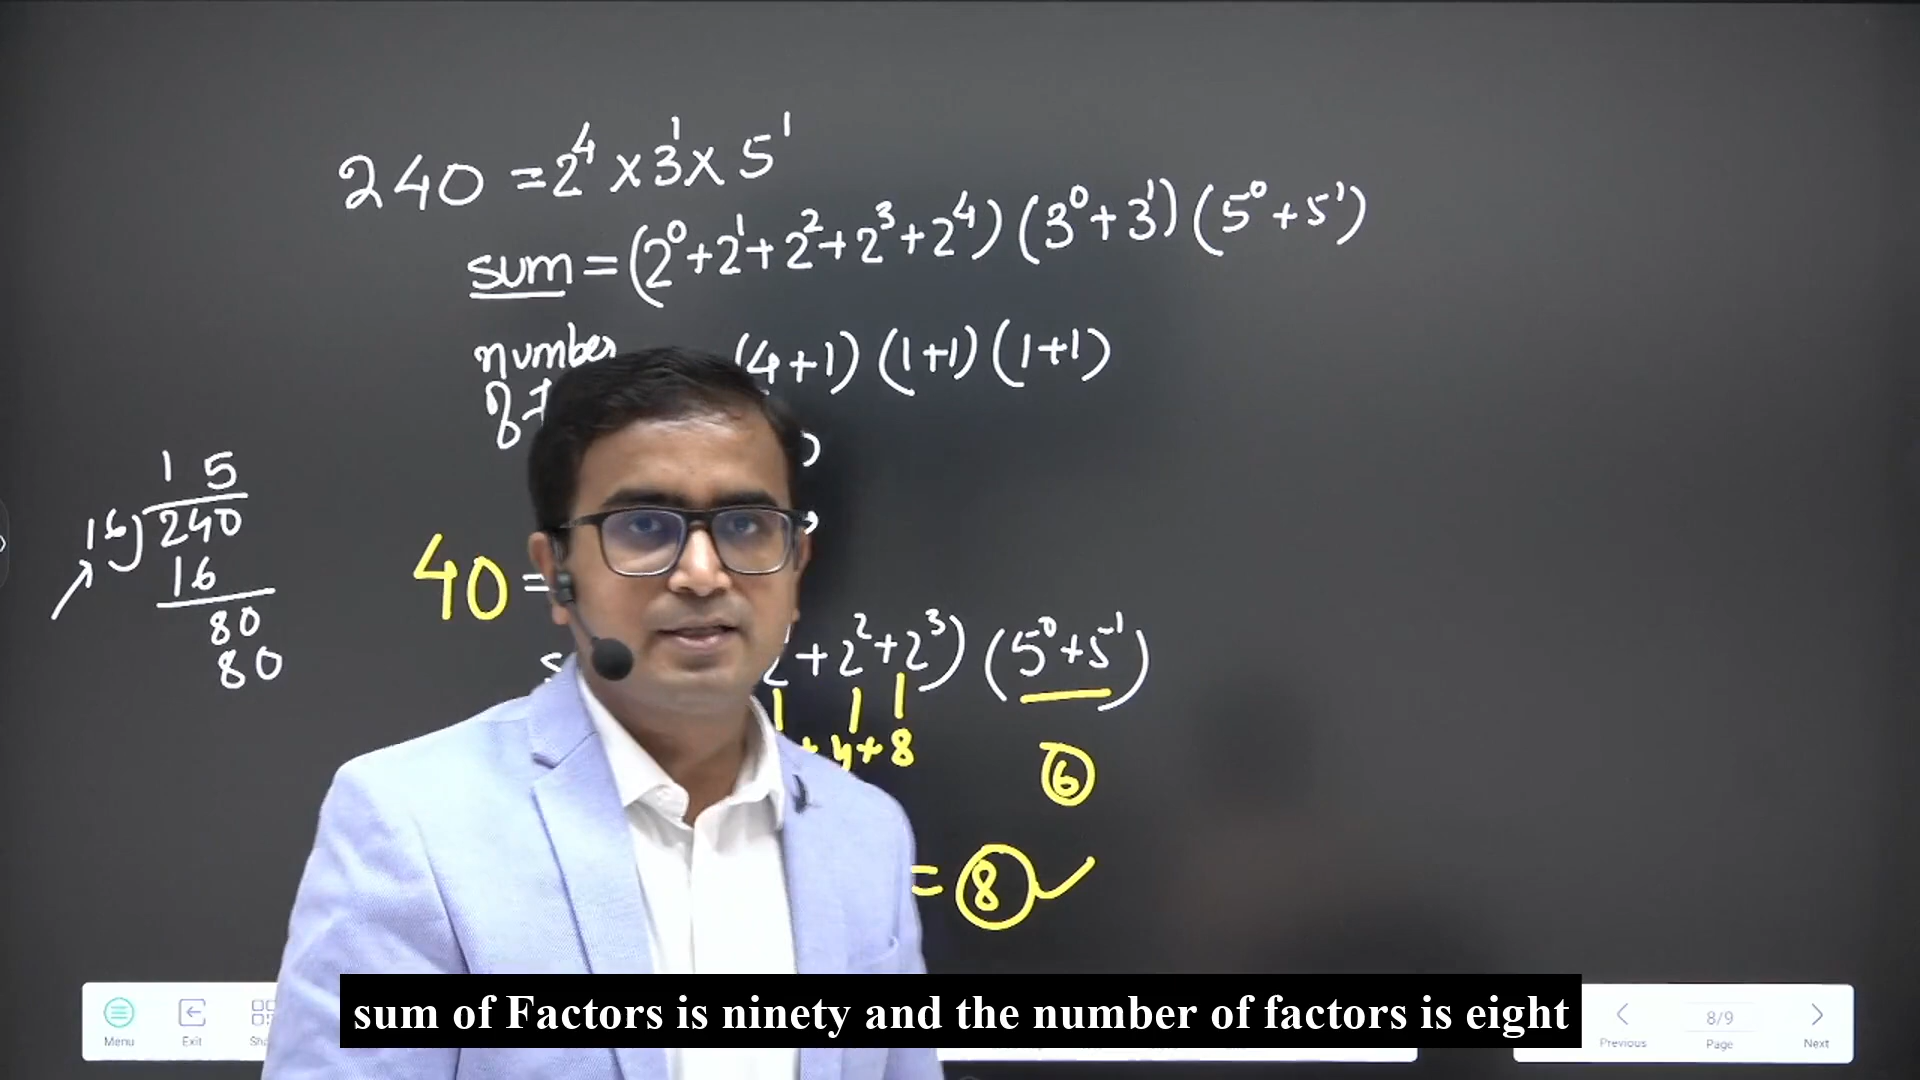 240 = 2⁴ × 3¹ × 5¹
sum = (2⁰+2¹+2²+2³+2⁴) (3⁰+3¹) (5⁰+5¹)
number (4+1) (1+1) (1+1)
1 5
16) 240
16
80
80
40 =
+ 2² + 2³) (5⁰+5¹)
+ 4 + 8
6
= 8 ✓
sum of Factors is ninety and the number of factors is eight
Menu
Exit
8/9
Previous
Page
Next